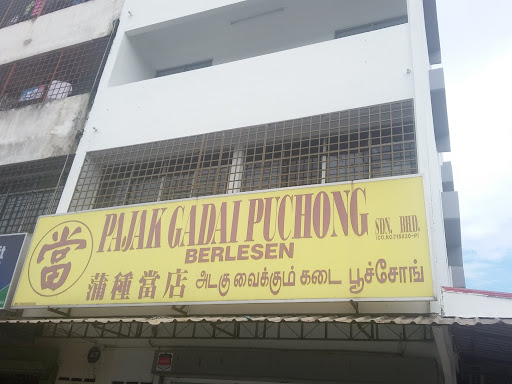 當
PAJAK GADAI PUCHONG SDN. BHD.
BERLESEN
蒲種當店 அடகு வைக்கும் கடை பூச்சோங்